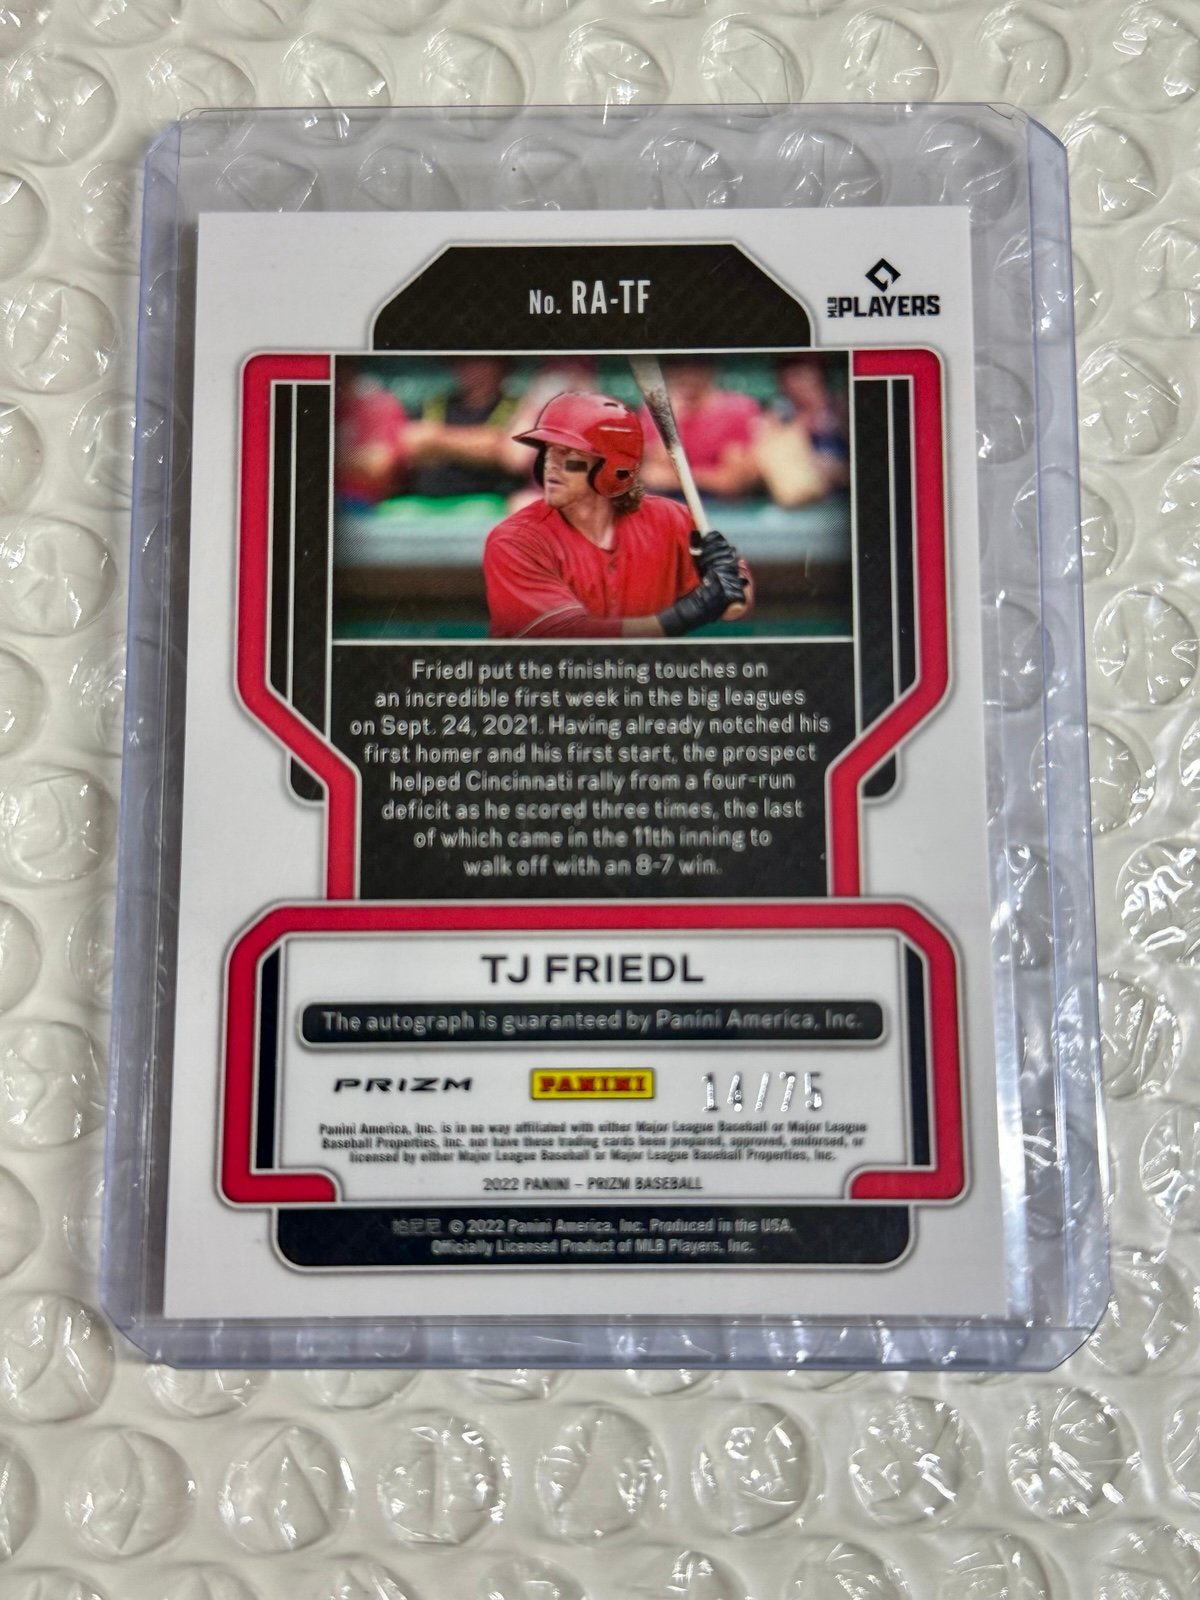 No. RA-TF
MLB PLAYERS
Friedl put the finishing touches on
an incredible first week in the big leagues
on Sept. 24, 2021. Having already notched his
first homer and his first start, the prospect
helped Cincinnati rally from a four-run
deficit as he scored three times, the last
of which came in the 11th inning to
walk off with an 8-7 win.
TJ FRIEDL
The autograph is guaranteed by Panini America, Inc.
PRIZM PANINI 14/75
Panini America, Inc. is in no way affiliated with either Major League Baseball or Major League
Baseball Properties, Inc. nor have these trading cards been prepared, approved, endorsed, or
licensed by either Major League Baseball or Major League Baseball Properties, Inc.
2022 PANINI – PRIZM BASEBALL
© 2022 Panini America, Inc. Produced in the USA.
Officially Licensed Product of MLB Players, Inc.